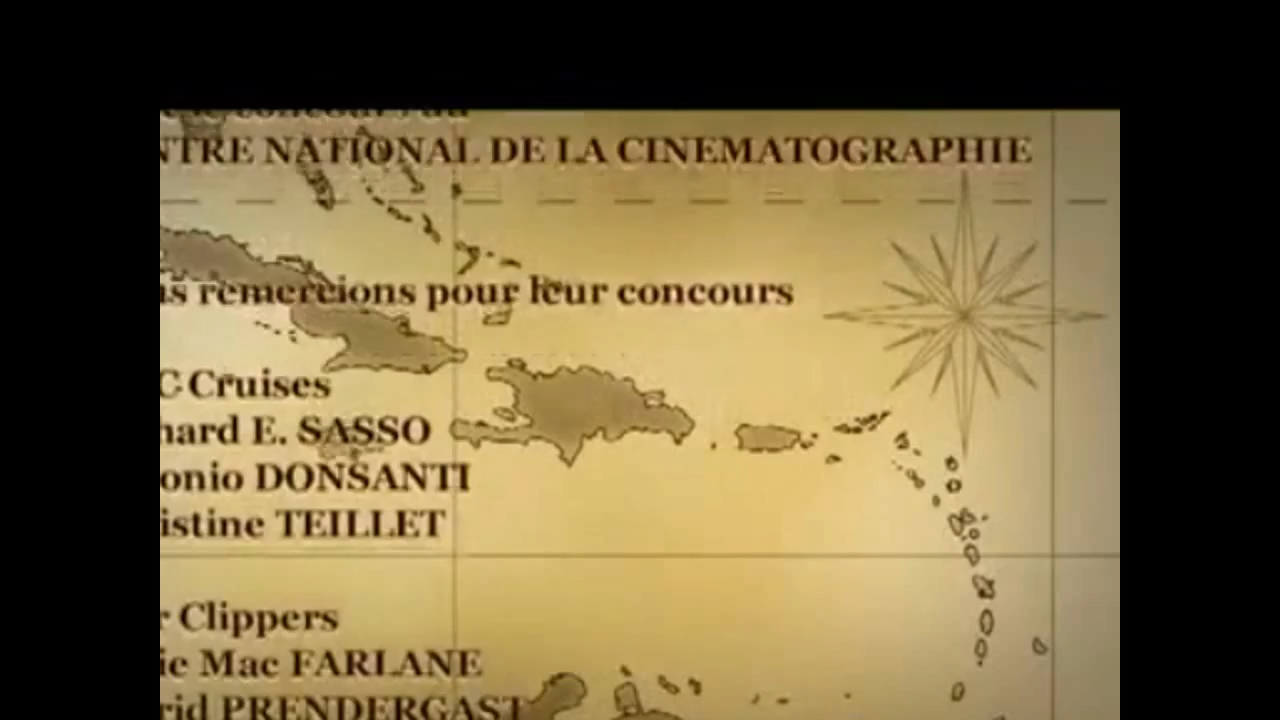 concour
NTRE NATIONAL DE LA CINEMATOGRAPHIE
s remercions pour leur concours
C Cruises
hard E. SASSO
onio DONSANTI
istine TEILLET
r Clippers
ie Mac FARLANE
rid PRENDERGAST